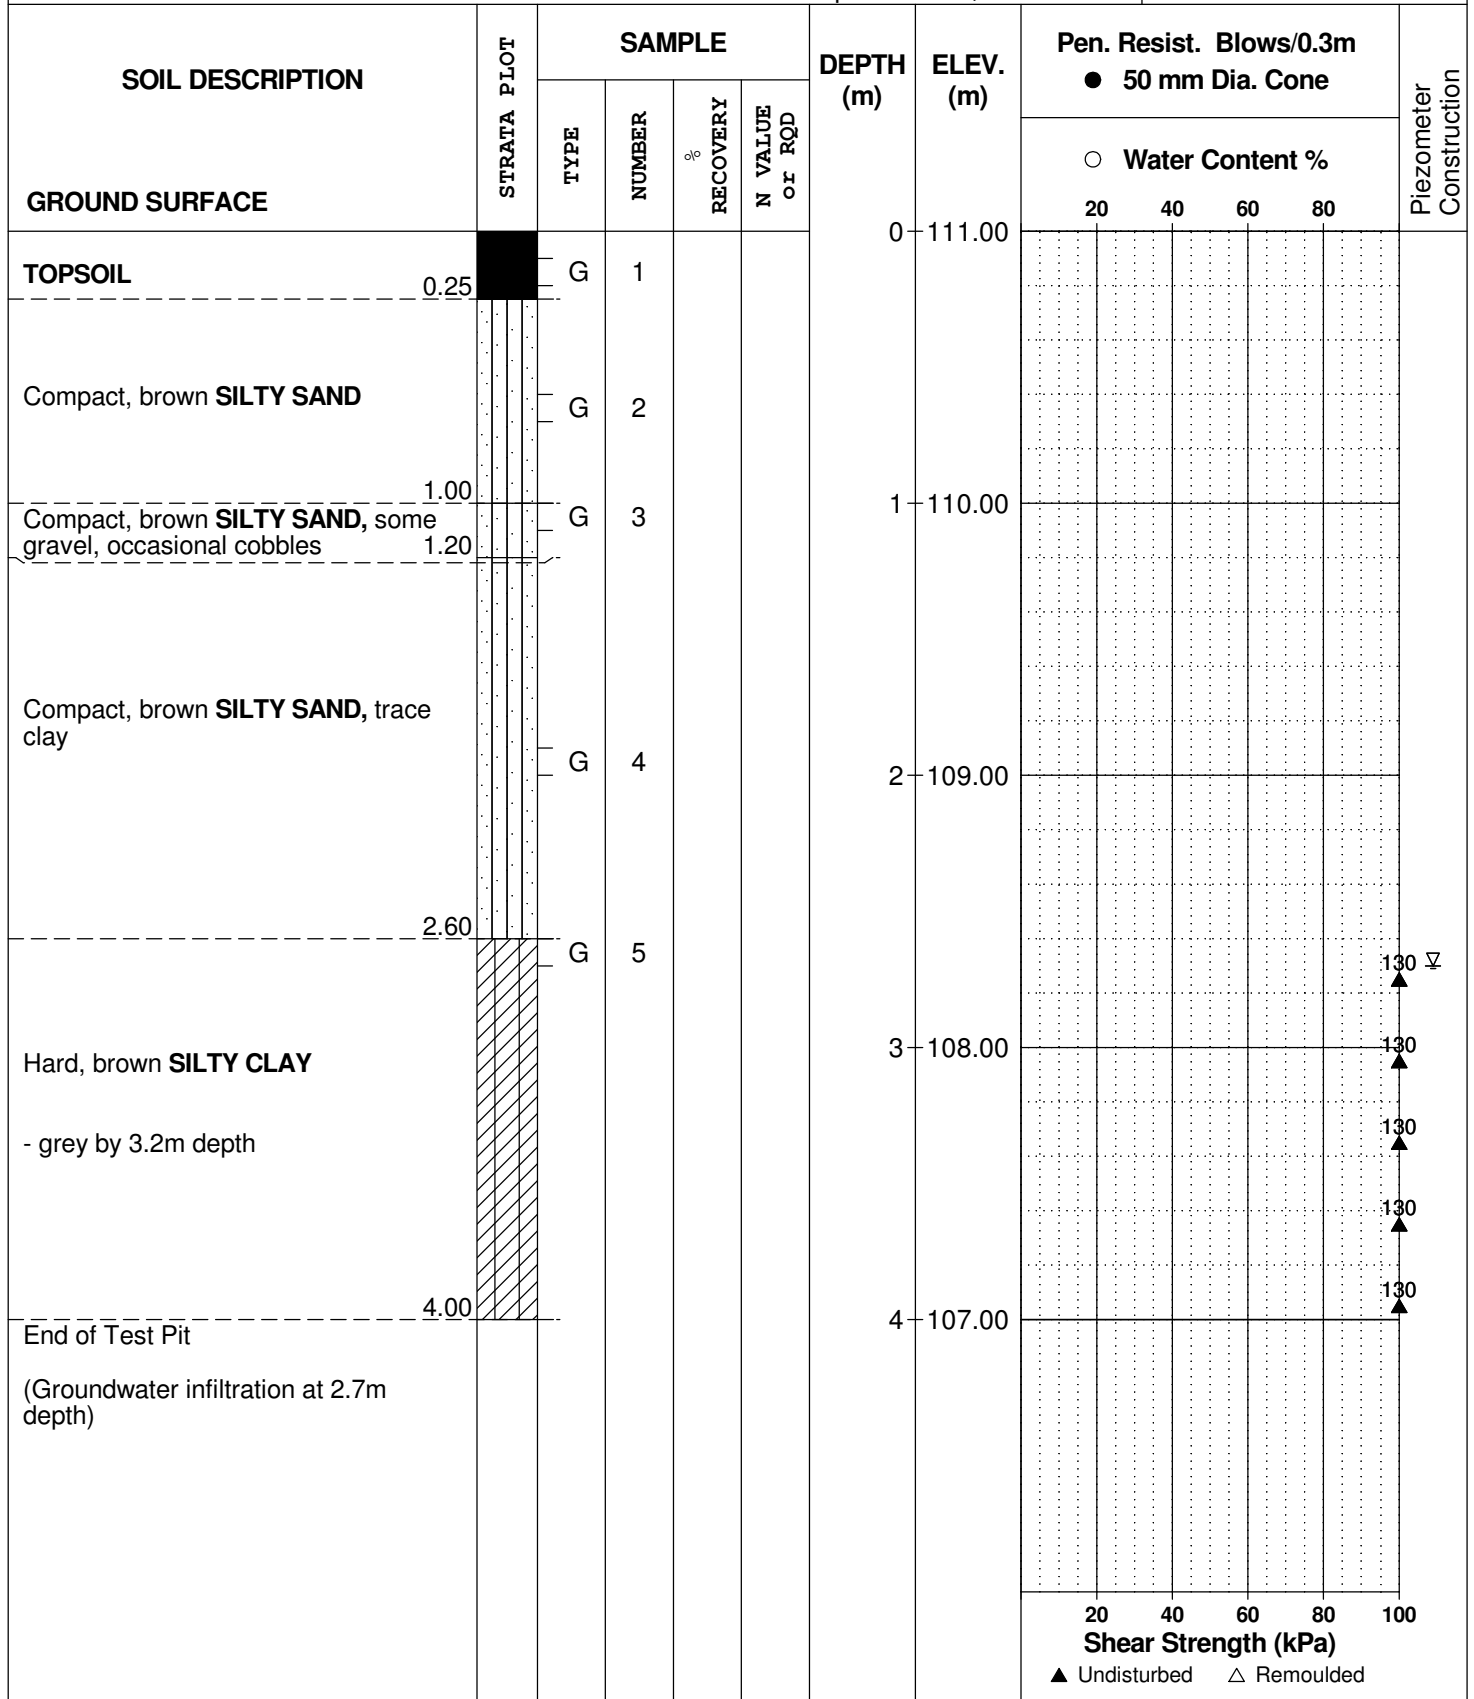 SOIL DESCRIPTION
GROUND SURFACE
STRATA PLOT
SAMPLE
TYPE
NUMBER
%
RECOVERY
N VALUE
or RQD
DEPTH
(m)
ELEV.
(m)
Pen. Resist. Blows/0.3m
● 50 mm Dia. Cone
○ Water Content %
20 40 60 80
Piezometer
Construction
0 111.00
TOPSOIL
0.25
G 1
Compact, brown SILTY SAND
G 2
1.00
1 110.00
Compact, brown SILTY SAND, some
gravel, occasional cobbles 1.20
G 3
Compact, brown SILTY SAND, trace
clay
G 4
2 109.00
2.60
G 5
130
Hard, brown SILTY CLAY
3 108.00
130
- grey by 3.2m depth
130
130
130
4.00
4 107.00
End of Test Pit
(Groundwater infiltration at 2.7m
depth)
20 40 60 80 100
Shear Strength (kPa)
▲ Undisturbed △ Remoulded